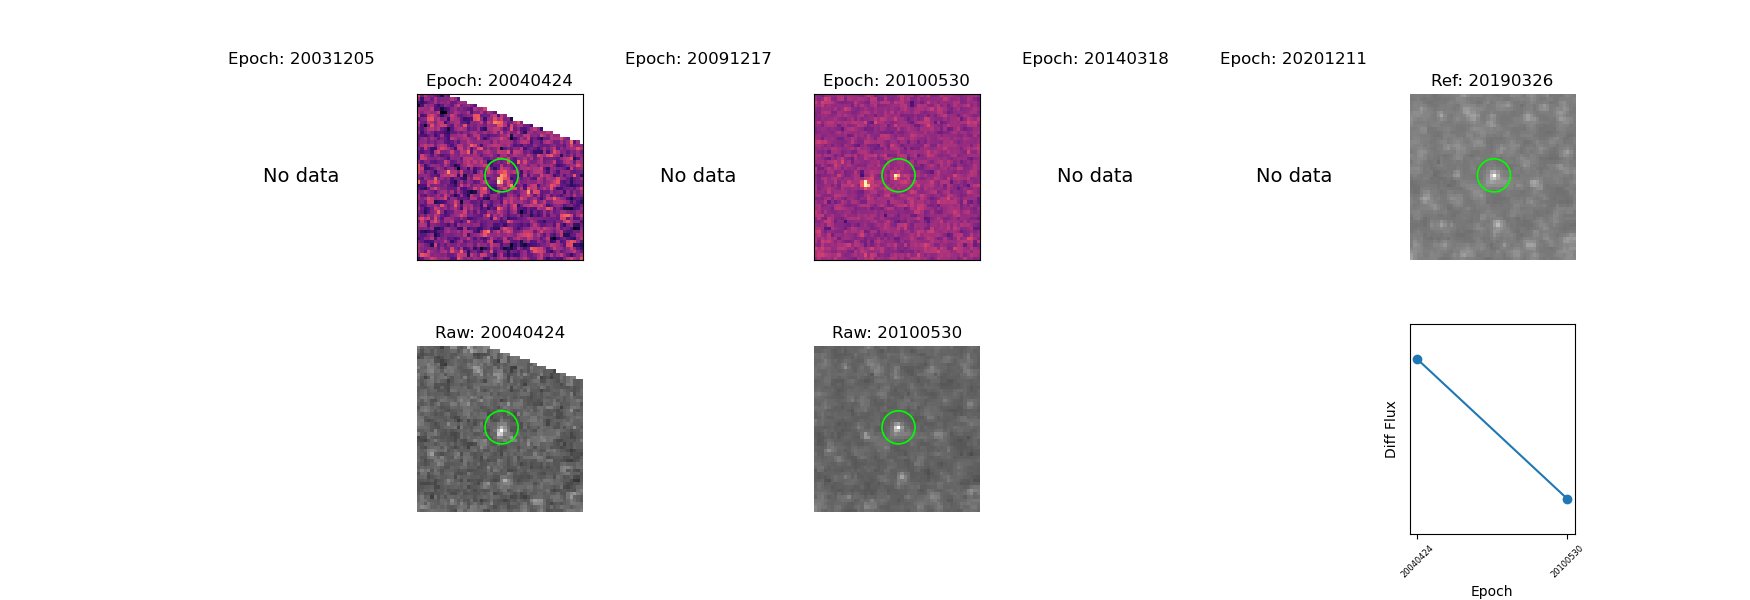 Epoch: 20031205
Epoch: 20040424
Epoch: 20091217
Epoch: 20100530
Epoch: 20140318
Epoch: 20201211
Ref: 20190326
No data
No data
No data
No data
Raw: 20040424
Raw: 20100530
Diff Flux
20040424
20100530
Epoch